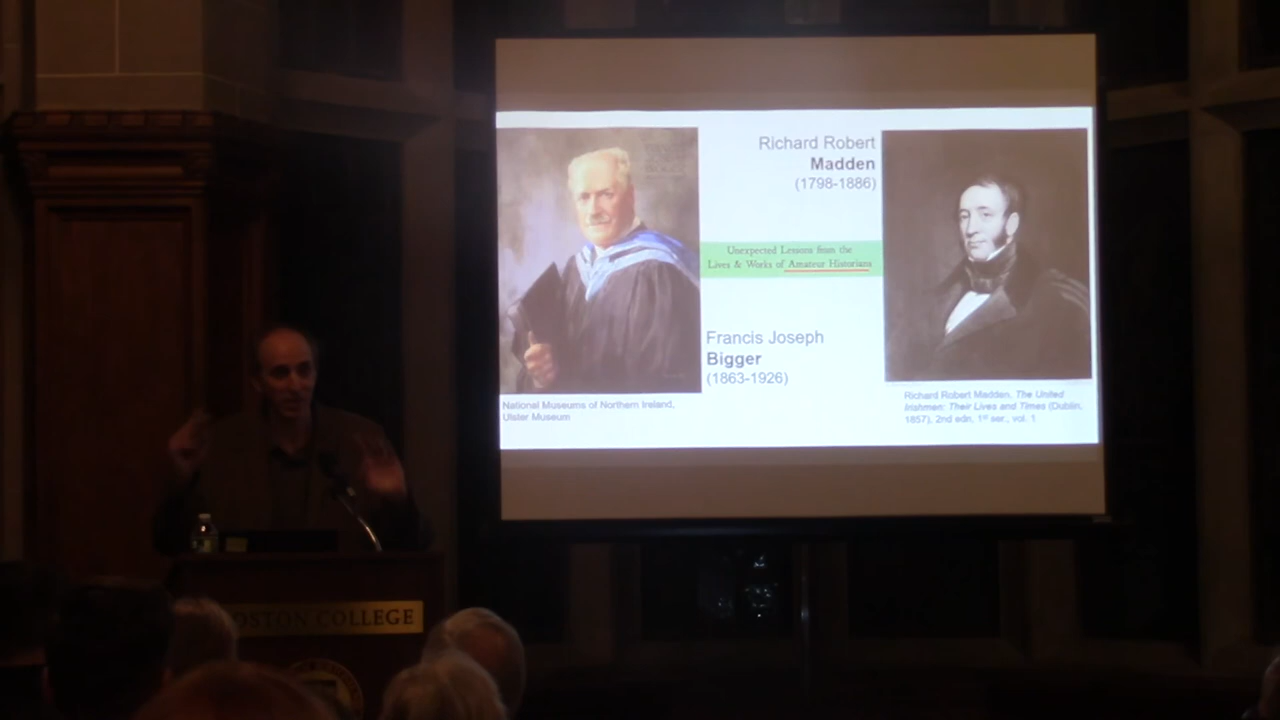 Richard Robert
Madden
(1798-1886)
Unexpected Lessons from the
Lives & Works of Amateur Historians
Francis Joseph
Bigger
(1863-1926)
National Museums of Northern Ireland,
Ulster Museum
Richard Robert Madden, The United
Irishmen: Their Lives and Times (Dublin,
1857), 2nd edn, 1st ser., vol. 1
OSTON COLLEGE